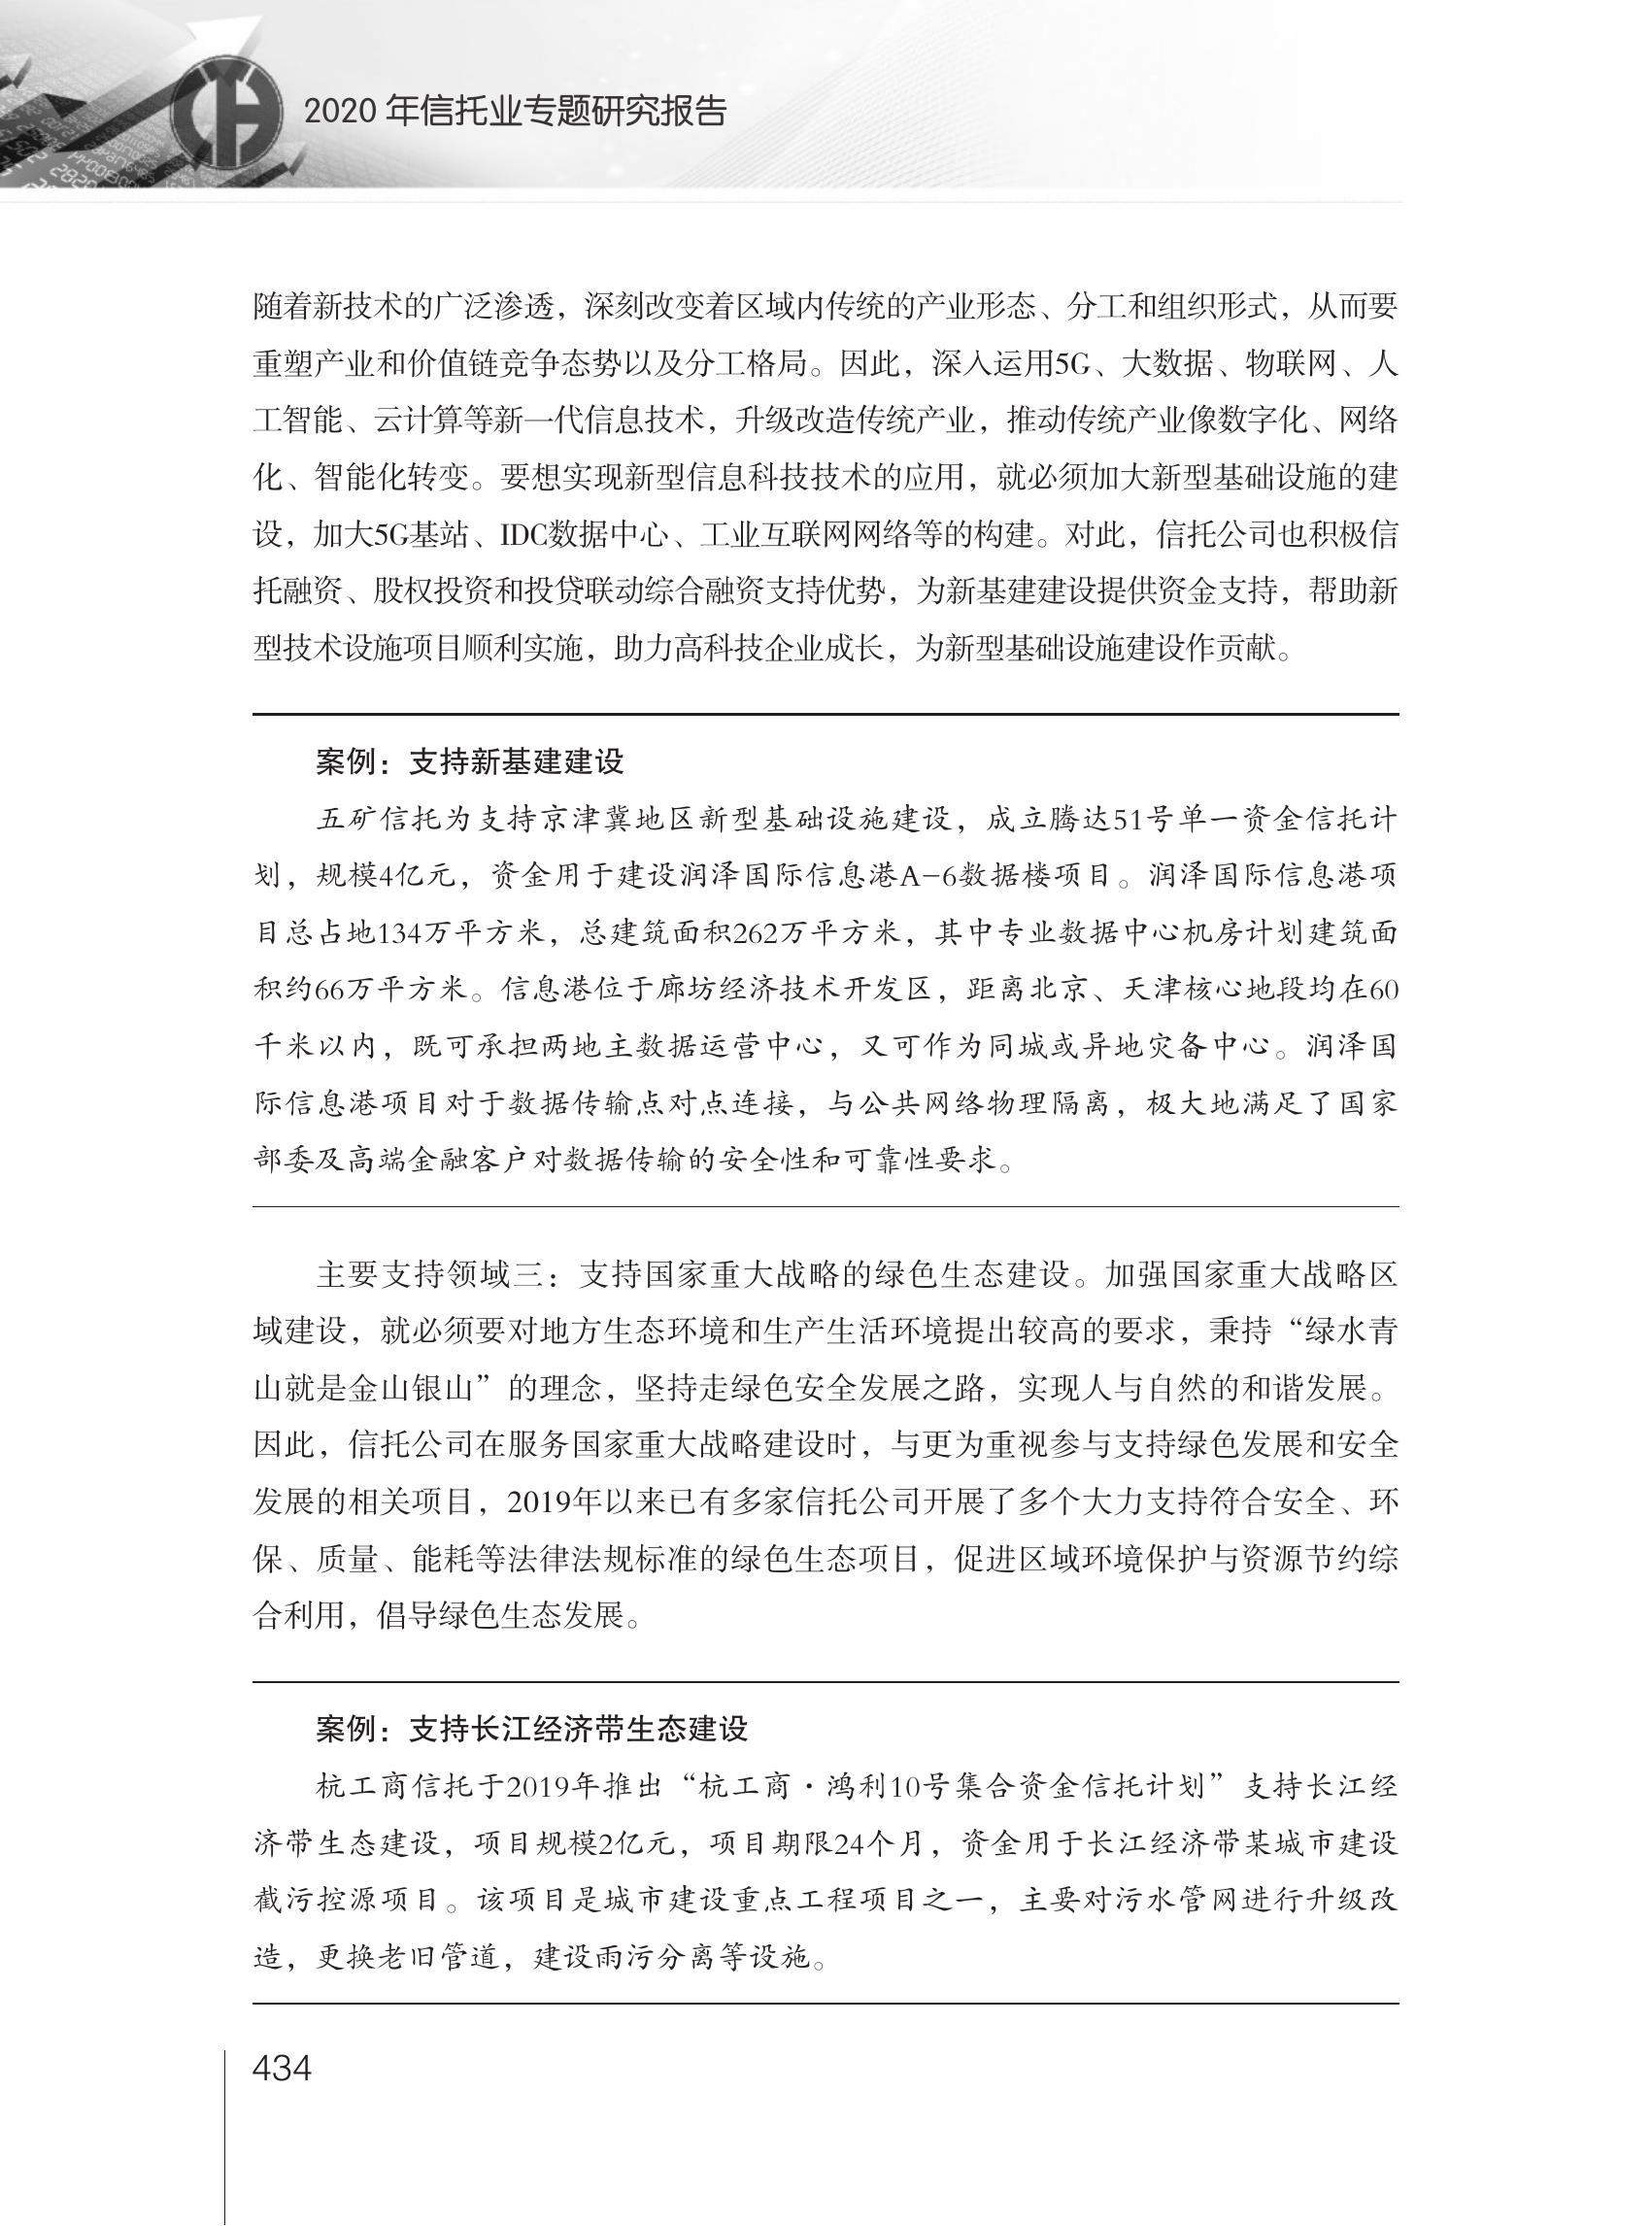 2020 年信托业专题研究报告
随着新技术的广泛渗透，深刻改变着区域内传统的产业形态、分工和组织形式，从而要
重塑产业和价值链竞争态势以及分工格局。因此，深入运用5G、大数据、物联网、人
工智能、云计算等新一代信息技术，升级改造传统产业，推动传统产业像数字化、网络
化、智能化转变。要想实现新型信息科技技术的应用，就必须加大新型基础设施的建
设，加大5G基站、IDC数据中心、工业互联网网络等的构建。对此，信托公司也积极信
托融资、股权投资和投贷联动综合融资支持优势，为新基建建设提供资金支持，帮助新
型技术设施项目顺利实施，助力高科技企业成长，为新型基础设施建设作贡献。
案例：支持新基建建设
五矿信托为支持京津冀地区新型基础设施建设，成立腾达51号单一资金信托计
划，规模4亿元，资金用于建设润泽国际信息港A-6数据楼项目。润泽国际信息港项
目总占地134万平方米，总建筑面积262万平方米，其中专业数据中心机房计划建筑面
积约66万平方米。信息港位于廊坊经济技术开发区，距离北京、天津核心地段均在60
千米以内，既可承担两地主数据运营中心，又可作为同城或异地灾备中心。润泽国
际信息港项目对于数据传输点对点连接，与公共网络物理隔离，极大地满足了国家
部委及高端金融客户对数据传输的安全性和可靠性要求。
主要支持领域三：支持国家重大战略的绿色生态建设。加强国家重大战略区
域建设，就必须要对地方生态环境和生产生活环境提出较高的要求，秉持“绿水青
山就是金山银山”的理念，坚持走绿色安全发展之路，实现人与自然的和谐发展。
因此，信托公司在服务国家重大战略建设时，与更为重视参与支持绿色发展和安全
发展的相关项目，2019年以来已有多家信托公司开展了多个大力支持符合安全、环
保、质量、能耗等法律法规标准的绿色生态项目，促进区域环境保护与资源节约综
合利用，倡导绿色生态发展。
案例：支持长江经济带生态建设
杭工商信托于2019年推出“杭工商·鸿利10号集合资金信托计划”支持长江经
济带生态建设，项目规模2亿元，项目期限24个月，资金用于长江经济带某城市建设
截污控源项目。该项目是城市建设重点工程项目之一，主要对污水管网进行升级改
造，更换老旧管道，建设雨污分离等设施。
434